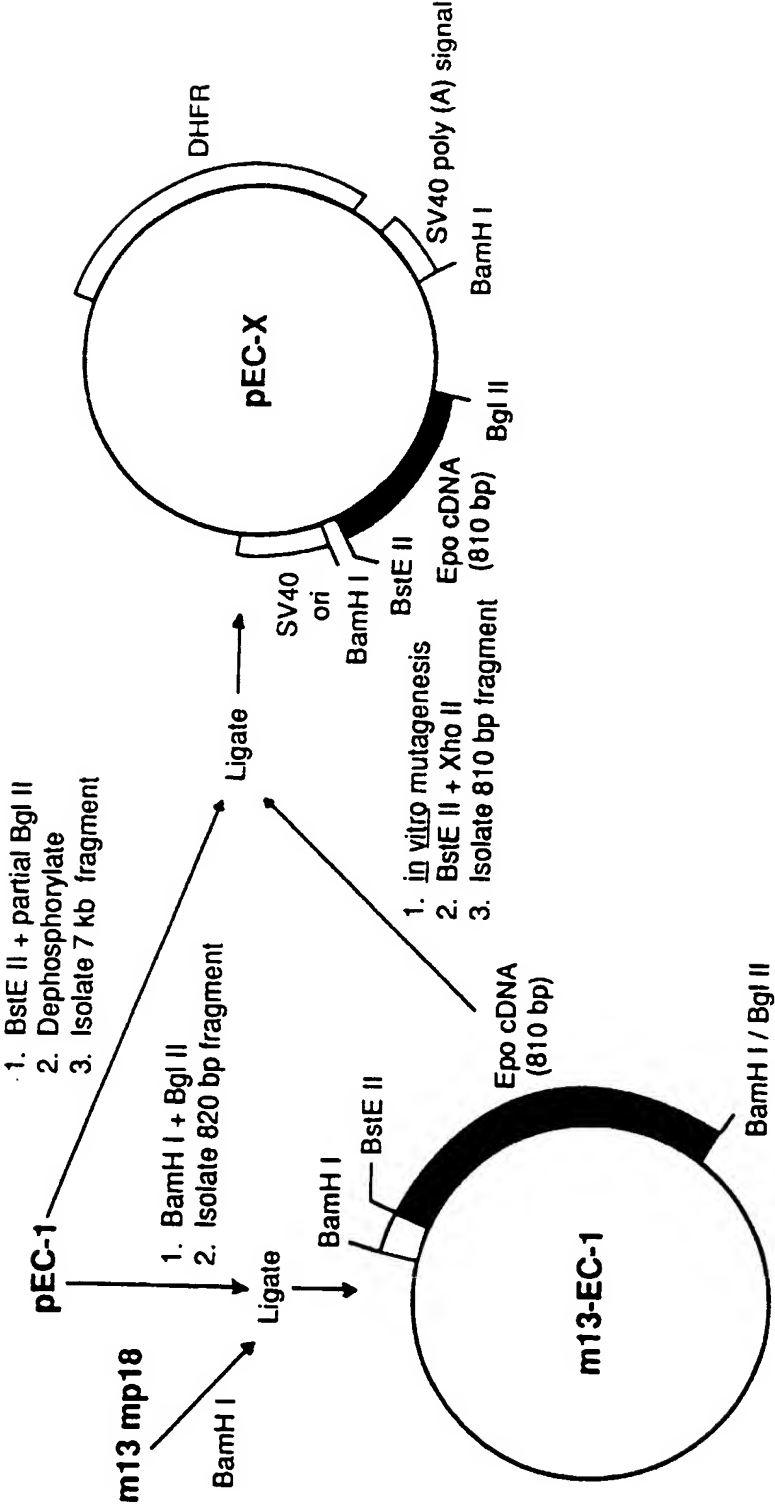 m13 mp18
BamH I
pEC-1
1. BstE II + partial Bgl II
2. Dephosphorylate
3. Isolate 7 kb fragment
1. BamH I + Bgl II
2. Isolate 820 bp fragment
Ligate
Ligate
BamH I
BstE II
Epo cDNA
(810 bp)
BamH I / Bgl II
m13-EC-1
1. in vitro mutagenesis
2. BstE II + Xho II
3. Isolate 810 bp fragment
SV40
ori
BamH I
BstE II
Epo cDNA
(810 bp)
Bgl II
BamH I
SV40 poly (A) signal
DHFR
pEC-X